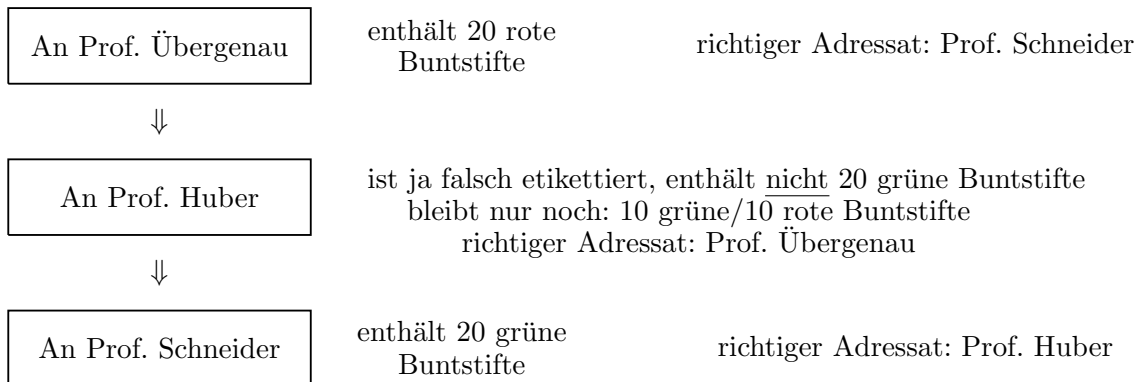 An Prof. Übergenau
enthält 20 rote
Buntstifte
richtiger Adressat: Prof. Schneider
⇓
An Prof. Huber
ist ja falsch etikettiert, enthält nicht 20 grüne Buntstifte
bleibt nur noch: 10 grüne/10 rote Buntstifte
richtiger Adressat: Prof. Übergenau
⇓
An Prof. Schneider
enthält 20 grüne
Buntstifte
richtiger Adressat: Prof. Huber